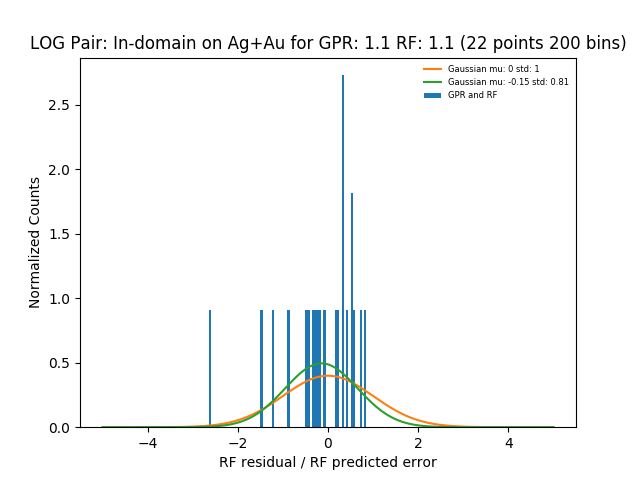 LOG Pair: In-domain on Ag+Au for GPR: 1.1 RF: 1.1 (22 points 200 bins)
Gaussian mu: 0 std: 1
Gaussian mu: -0.15 std: 0.81
GPR and RF
Normalized Counts
2.5
2.0
1.5
1.0
0.5
0.0
−4
−2
0
2
4
RF residual / RF predicted error